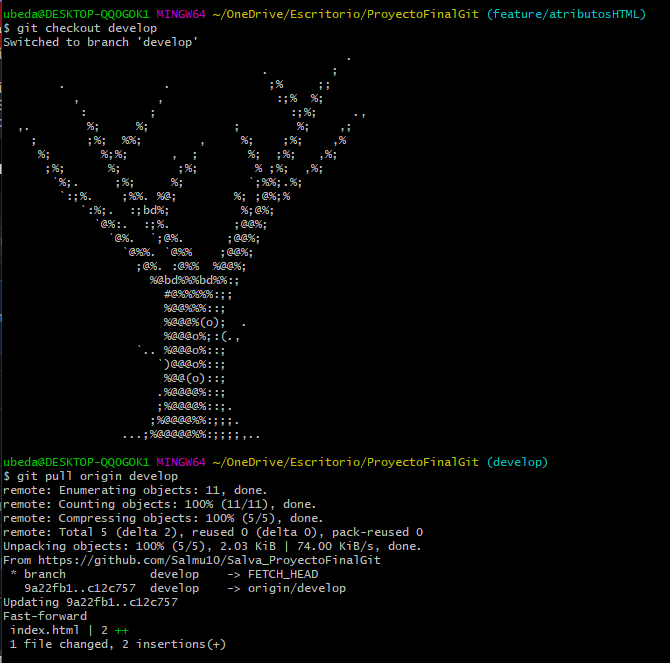 ubeda@DESKTOP-QQOGOK1 MINGW64 ~/OneDrive/Escritorio/ProyectoFinalGit (feature/atributosHTML)
$ git checkout develop
Switched to branch 'develop'
                                                .
                                    .         ;
       .              .              ;%     ;;
         ,           ,                :;%  %;
          :         ;                   :;%;'     .,
 ,.        %;     %;            ;        %;'    ,;
   ;       ;%;  %%;        ,     %;    ;%;    ,%'
    %;       %;%;      ,  ;       %;  ;%;   ,%;'
     ;%;      %;        ;%;        % ;%;  ,%;'
      `%;.     ;%;     %;'         `;%%;.%;'
       `:;%.    ;%%. %@;        %; ;@%;%'
          `:%;.  :;bd%;          %;@%;'
            `@%:.  :;%.         ;@@%;'
              `@%.  `;@%.      ;@@%;
                `@%%. `@%%    ;@@%;
                  ;@%. :@%%  %@@%;
                    %@bd%%%bd%%:;
                      #@%%%%%:;;
                      %@@%%%::;
                      %@@@%(o);  .
                      %@@@o%;:(.,
                  `.. %@@@o%::;
                     `)@@@o%::;
                      %@@(o)::;
                     .%@@@@%::;
                     ;%@@@@%::;.
                    ;%@@@@%%:;;;.
                ...;%@@@@@%%:;;;;,..
ubeda@DESKTOP-QQOGOK1 MINGW64 ~/OneDrive/Escritorio/ProyectoFinalGit (develop)
$ git pull origin develop
remote: Enumerating objects: 11, done.
remote: Counting objects: 100% (11/11), done.
remote: Compressing objects: 100% (5/5), done.
remote: Total 5 (delta 2), reused 0 (delta 0), pack-reused 0
Unpacking objects: 100% (5/5), 2.03 KiB | 74.00 KiB/s, done.
From https://github.com/Salmu10/Salva_ProyectoFinalGit
 * branch            develop    -> FETCH_HEAD
   9a22fb1..c12c757  develop    -> origin/develop
Updating 9a22fb1..c12c757
Fast-forward
 index.html | 2 ++
 1 file changed, 2 insertions(+)